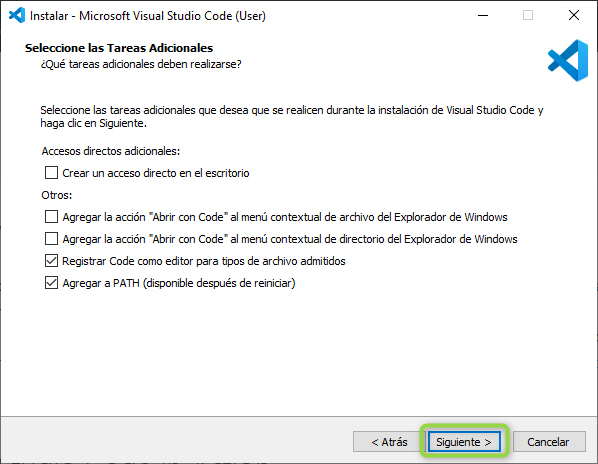 Instalar - Microsoft Visual Studio Code (User)
Seleccione las Tareas Adicionales
¿Qué tareas adicionales deben realizarse?
Seleccione las tareas adicionales que desea que se realicen durante la instalación de Visual Studio Code y
haga clic en Siguiente.
Accesos directos adicionales:
Crear un acceso directo en el escritorio
Otros:
Agregar la acción "Abrir con Code" al menú contextual de archivo del Explorador de Windows
Agregar la acción "Abrir con Code" al menú contextual de directorio del Explorador de Windows
Registrar Code como editor para tipos de archivo admitidos
Agregar a PATH (disponible después de reiniciar)
< Atrás
Siguiente >
Cancelar